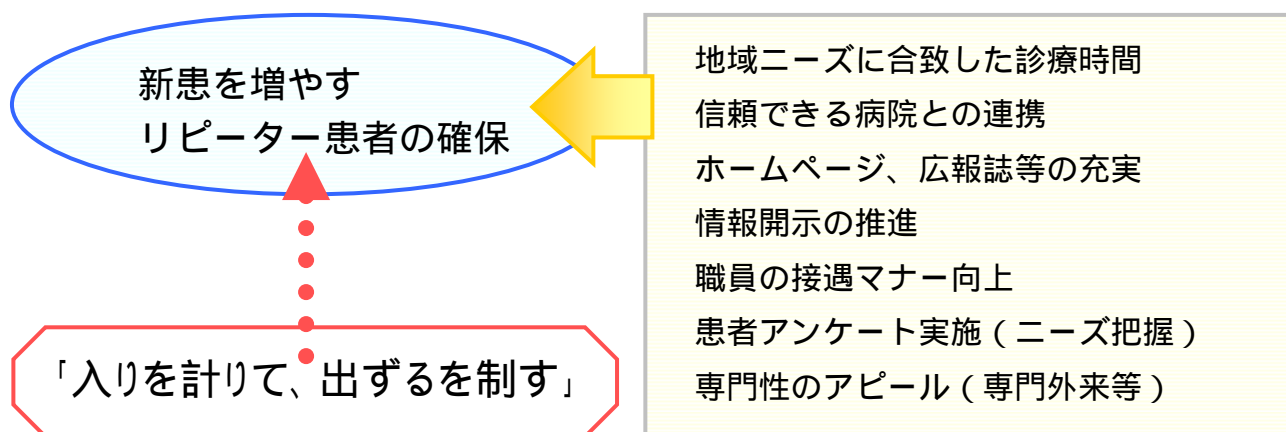 新患を増やす
リピーター患者の確保
「入りを計りて、出ずるを制す」
地域ニーズに合致した診療時間
信頼できる病院との連携
ホームページ、広報誌等の充実
情報開示の推進
職員の接遇マナー向上
患者アンケート実施(ニーズ把握)
専門性のアピール(専門外来等)